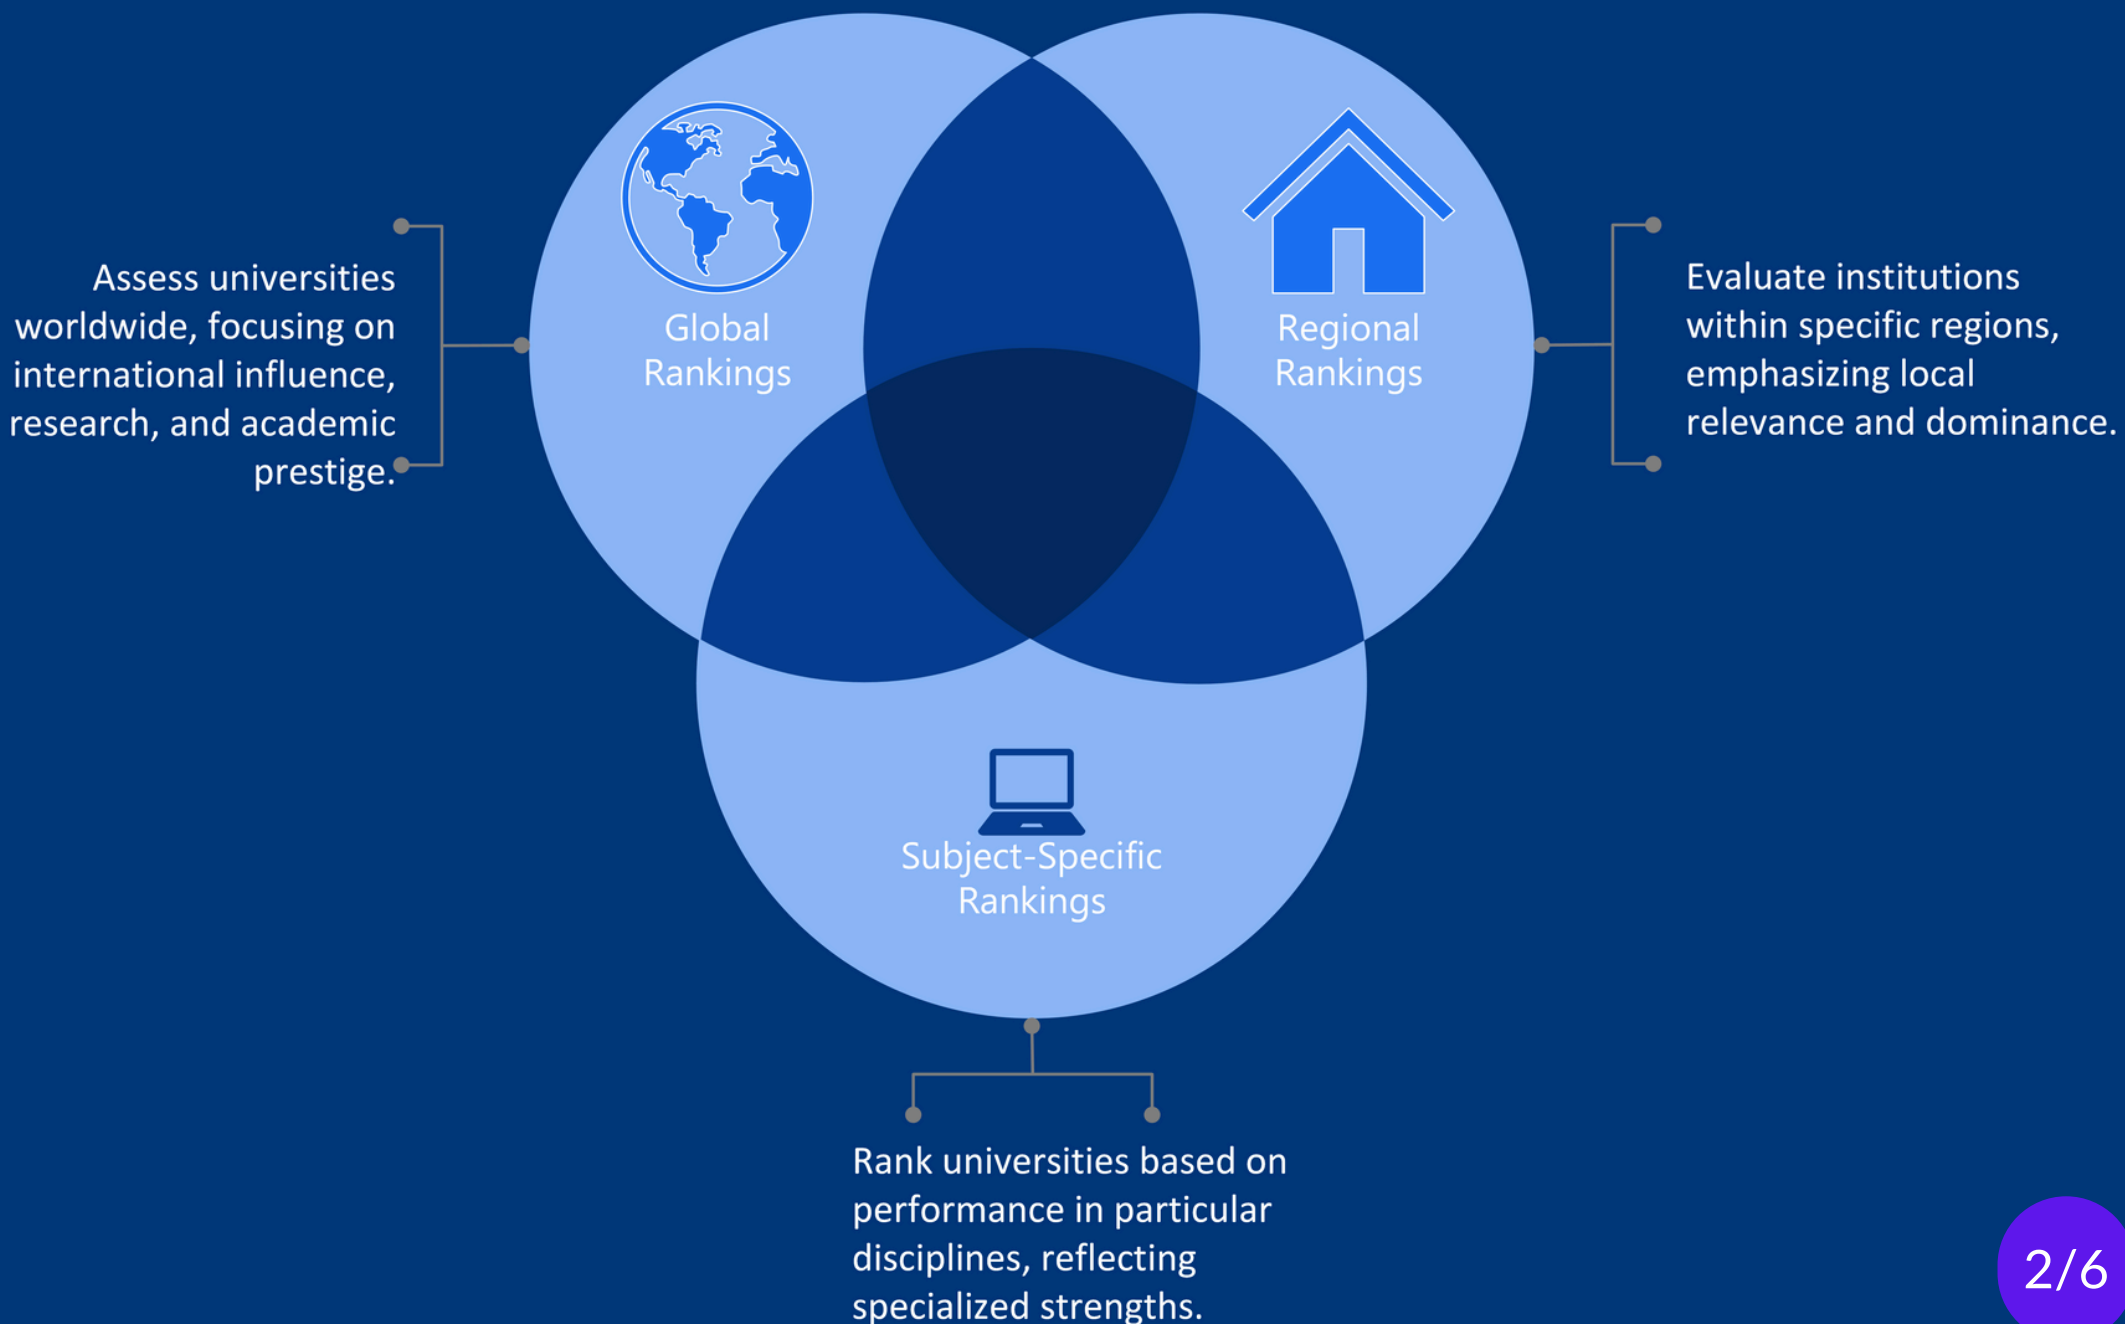 Global
Rankings
Regional
Rankings
Assess universities
worldwide, focusing on
international influence,
research, and academic
prestige.
Evaluate institutions
within specific regions,
emphasizing local
relevance and dominance.
Subject-Specific
Rankings
Rank universities based on
performance in particular
disciplines, reflecting
specialized strengths.
2/6